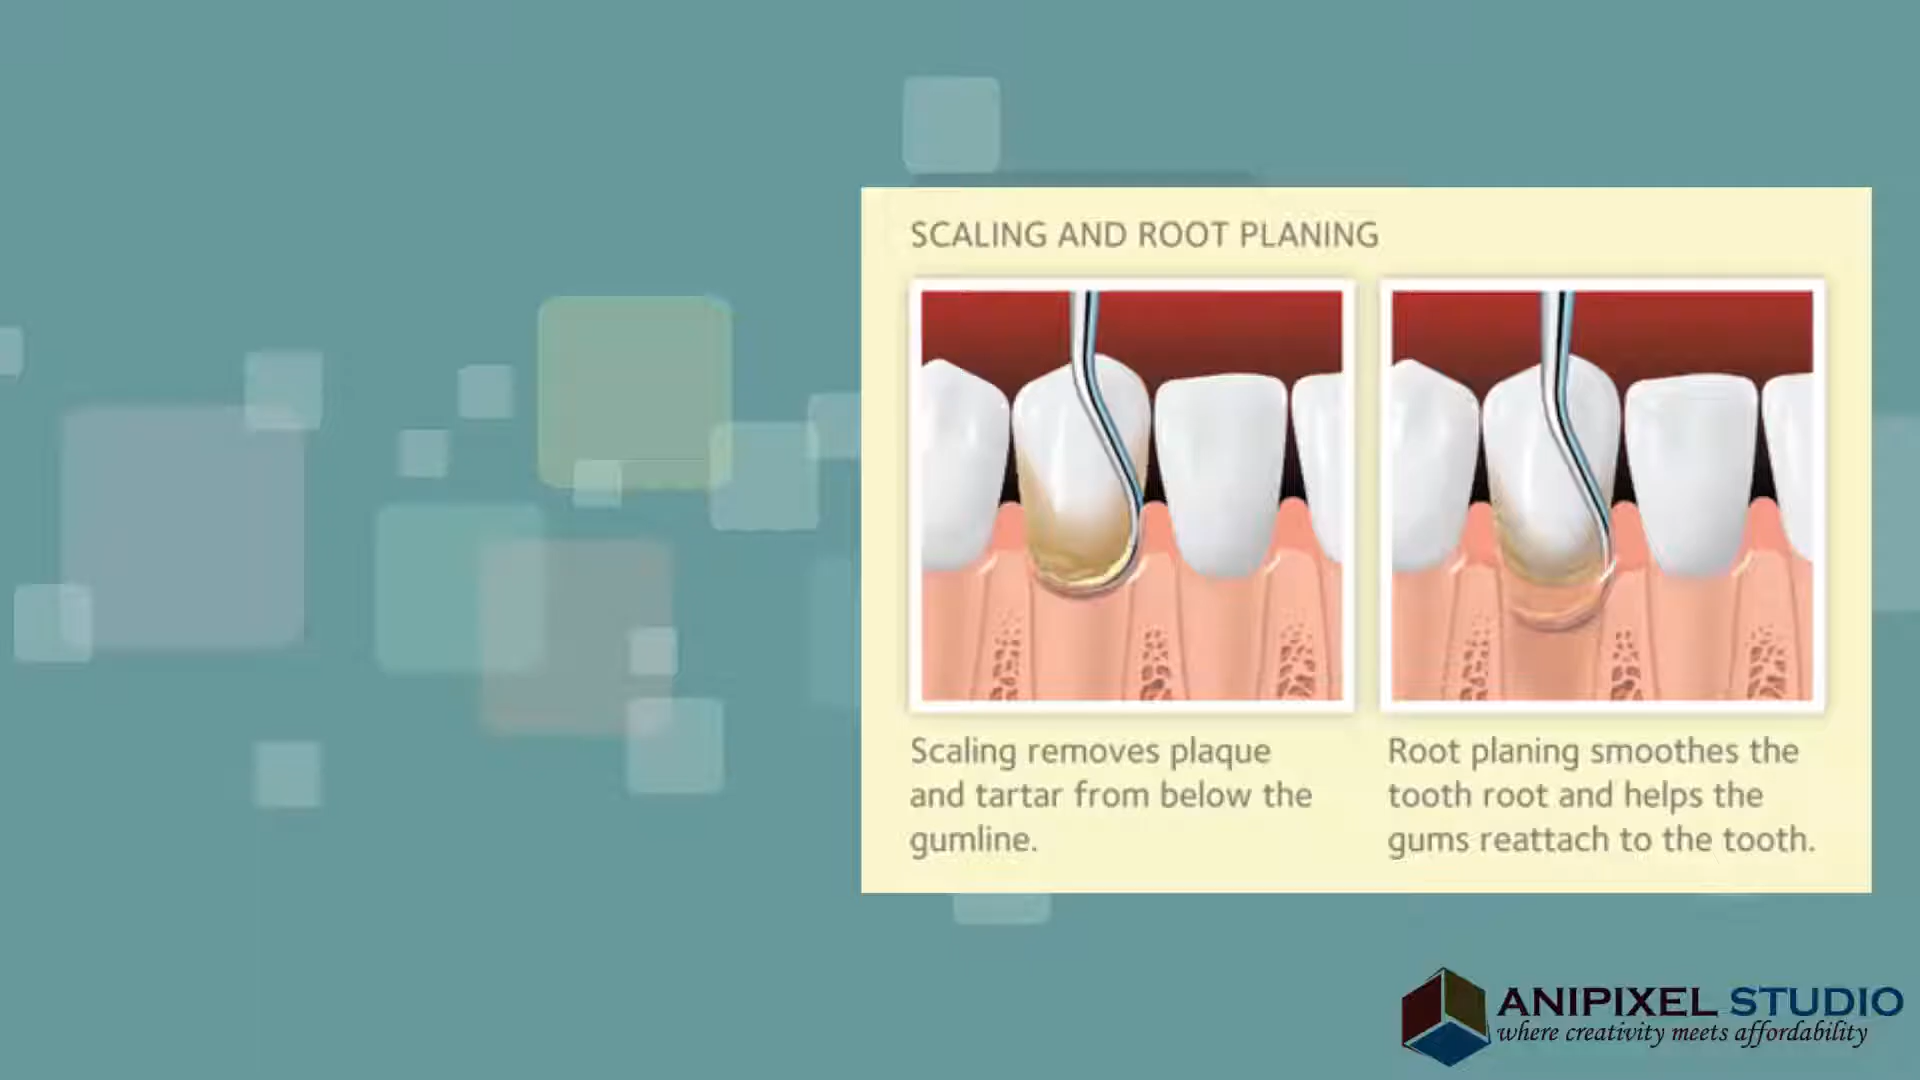 SCALING AND ROOT PLANING
Scaling removes plaque
and tartar from below the
gumline.
Root planing smoothes the
tooth root and helps the
gums reattach to the tooth.
ANIPIXEL STUDIO
where creativity meets affordability